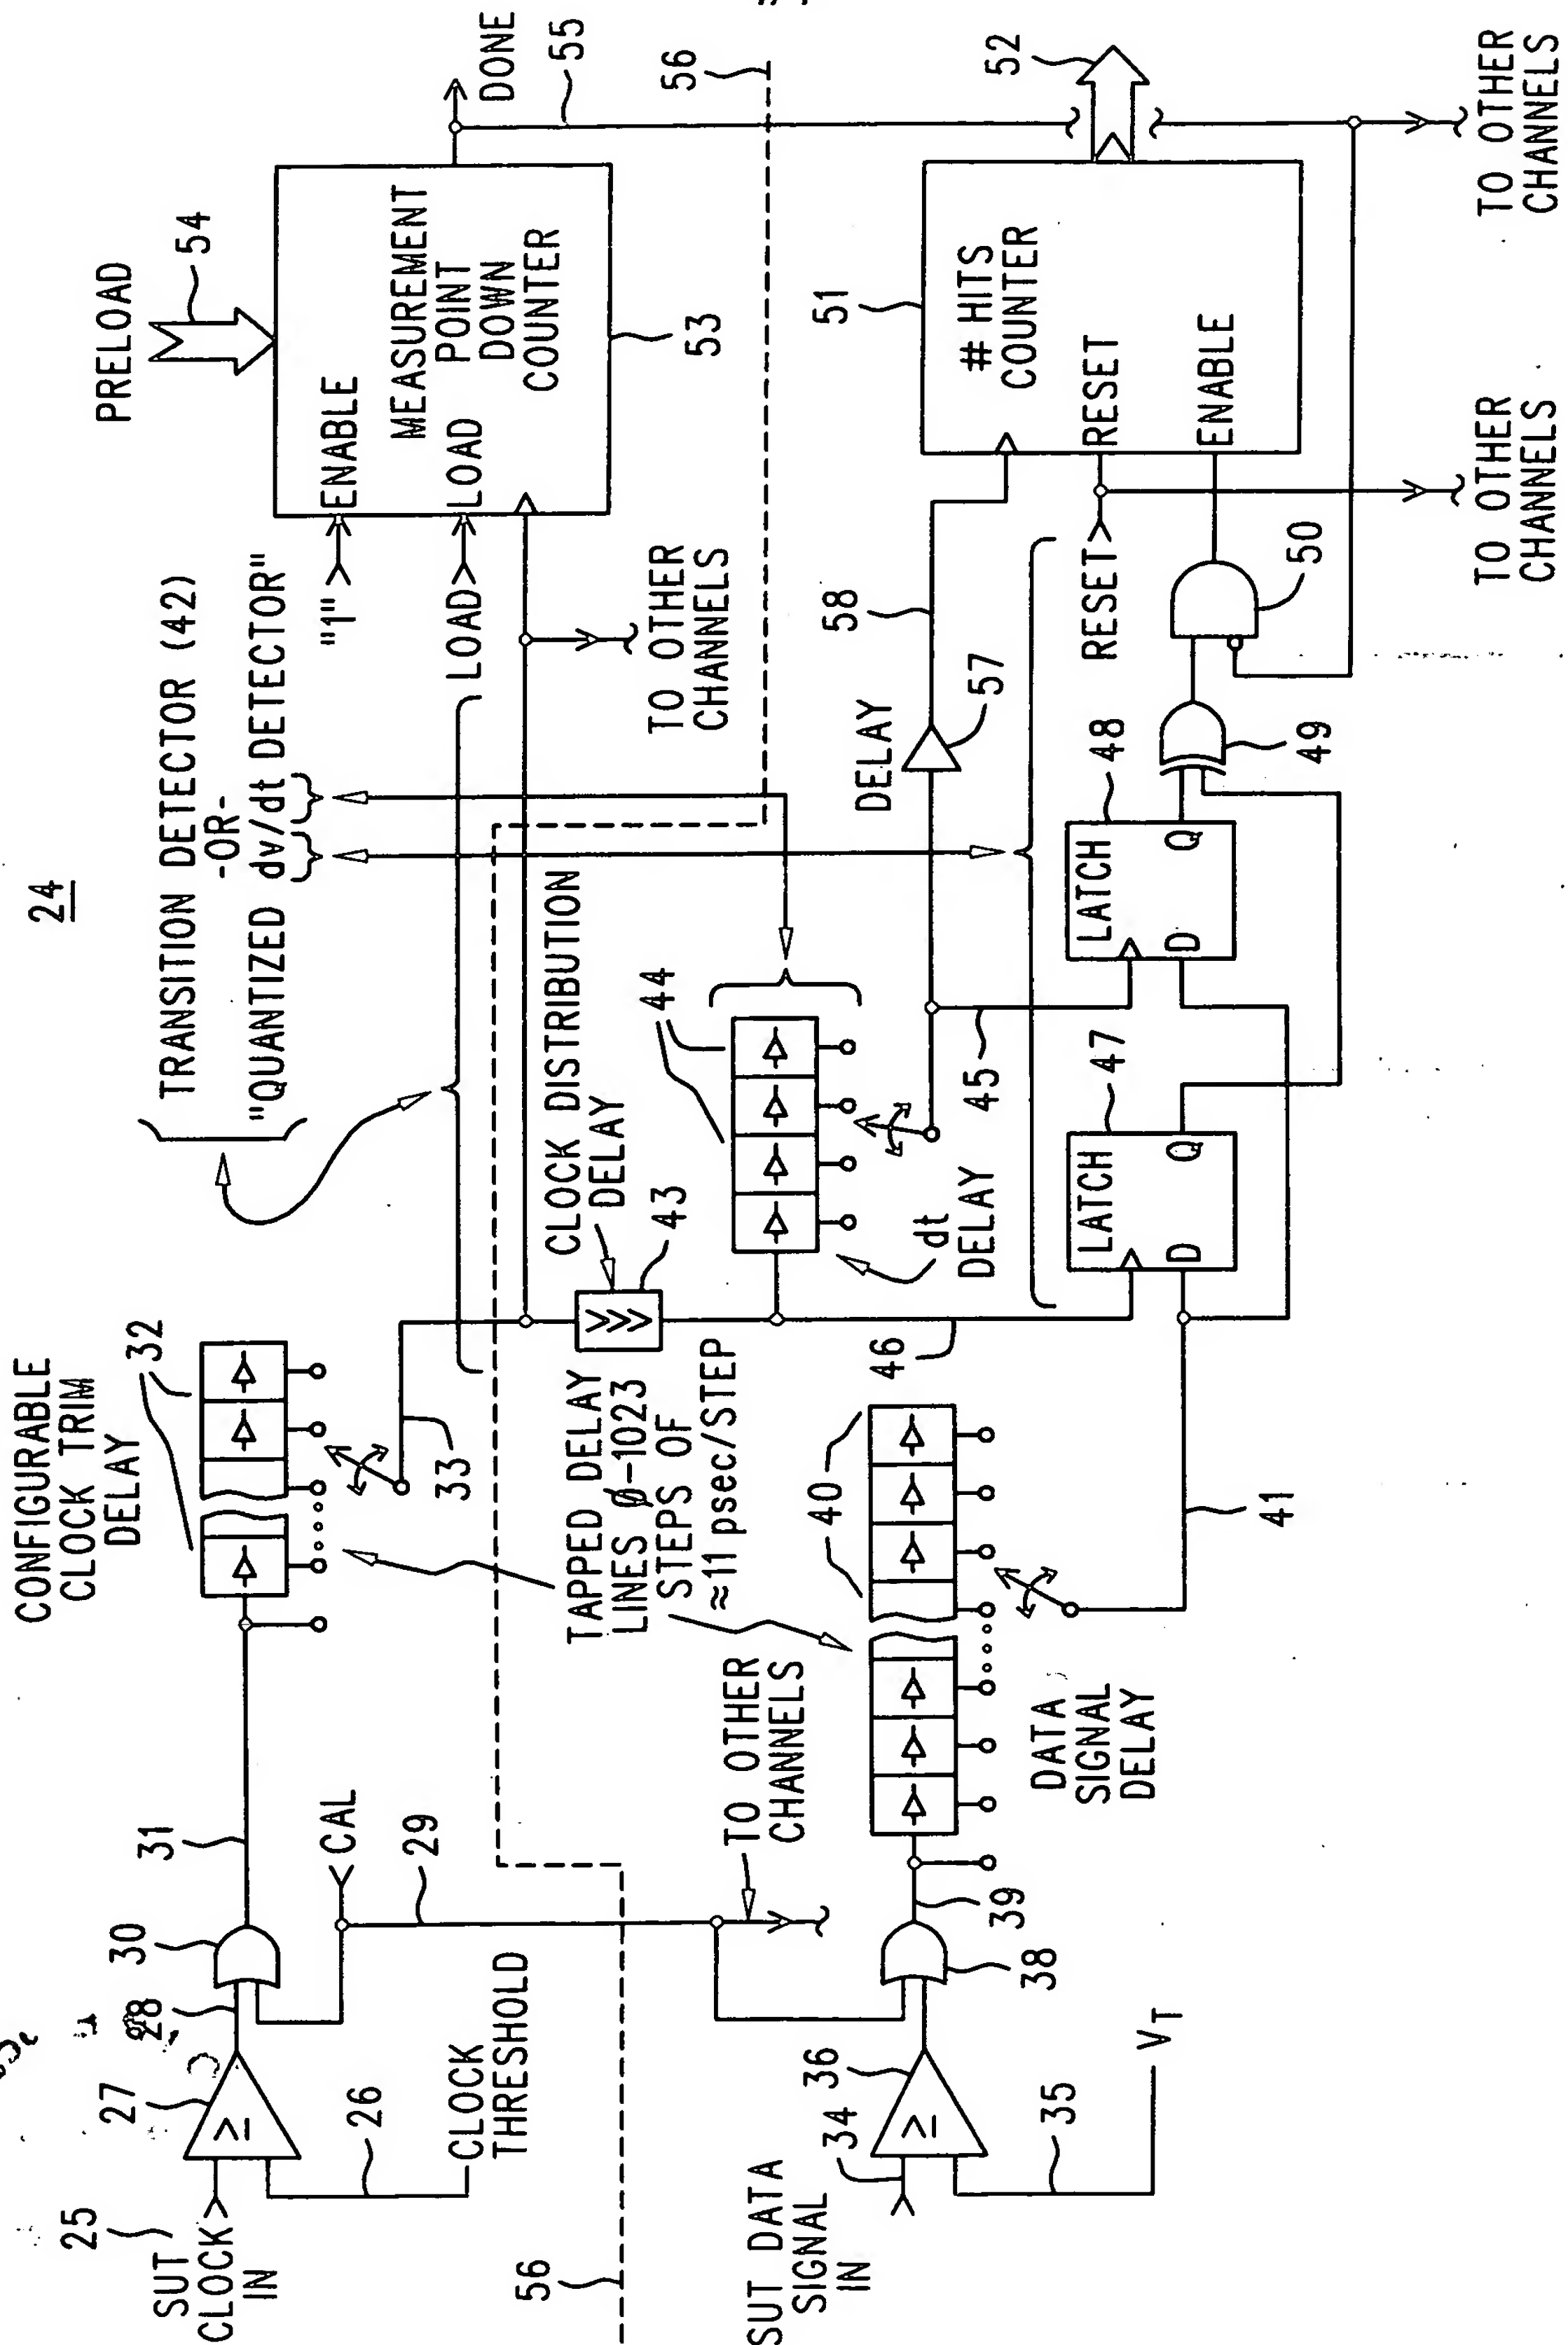 24
CONFIGURABLE
CLOCK TRIM
DELAY
TRANSITION DETECTOR (42)
-OR-
"QUANTIZED dv/dt DETECTOR"
PRELOAD
54
SUT
CLOCK
IN
25
27
28
30
31
32
33
26
CLOCK
THRESHOLD
CAL
29
"1"
ENABLE
LOAD
LOAD
MEASUREMENT
POINT
DOWN
COUNTER
53
DONE
55
56
56
TO OTHER
CHANNELS
CLOCK DISTRIBUTION
DELAY
43
TAPPED DELAY
LINES Ø-1023
STEPS OF
≈11 psec/STEP
TO OTHER
CHANNELS
44
dt
DELAY
DELAY
57
58
51
52
# HITS
COUNTER
RESET
ENABLE
RESET
SUT DATA
SIGNAL
IN
34
36
35
VT
38
39
40
DATA
SIGNAL
DELAY
41
46
45
LATCH
D
Q
47
LATCH
D
Q
48
49
50
TO OTHER
CHANNELS
TO OTHER
CHANNELS